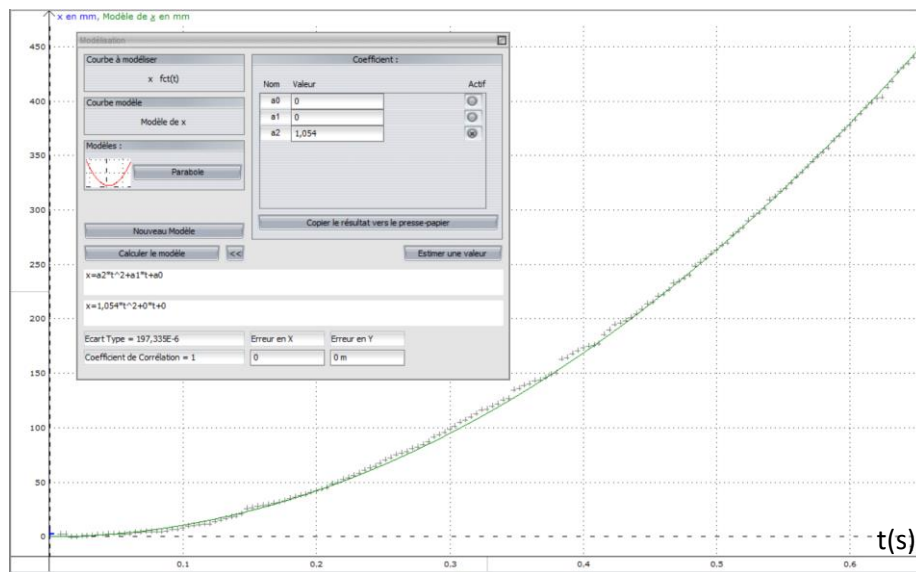 x en mm, Modèle de x en mm
Modélisation
Courbe à modéliser
x fct(t)
Courbe modèle
Modèle de x
Modèles :
Parabole
Nouveau Modèle
Calculer le modèle
<<
Coefficient :
Nom Valeur Actif
a0 0
a1 0
a2 1,054
Copier le résultat vers le presse-papier
Estimer une valeur
x=a2*t^2+a1*t+a0
x=1,054*t^2+0*t+0
Ecart Type = 197,335E-6 Erreur en X Erreur en Y
Coefficient de Corrélation = 1 0 0 m
450
400
350
300
250
200
150
100
50
0
0.1 0.2 0.3 0.4 0.5 0.6
t(s)